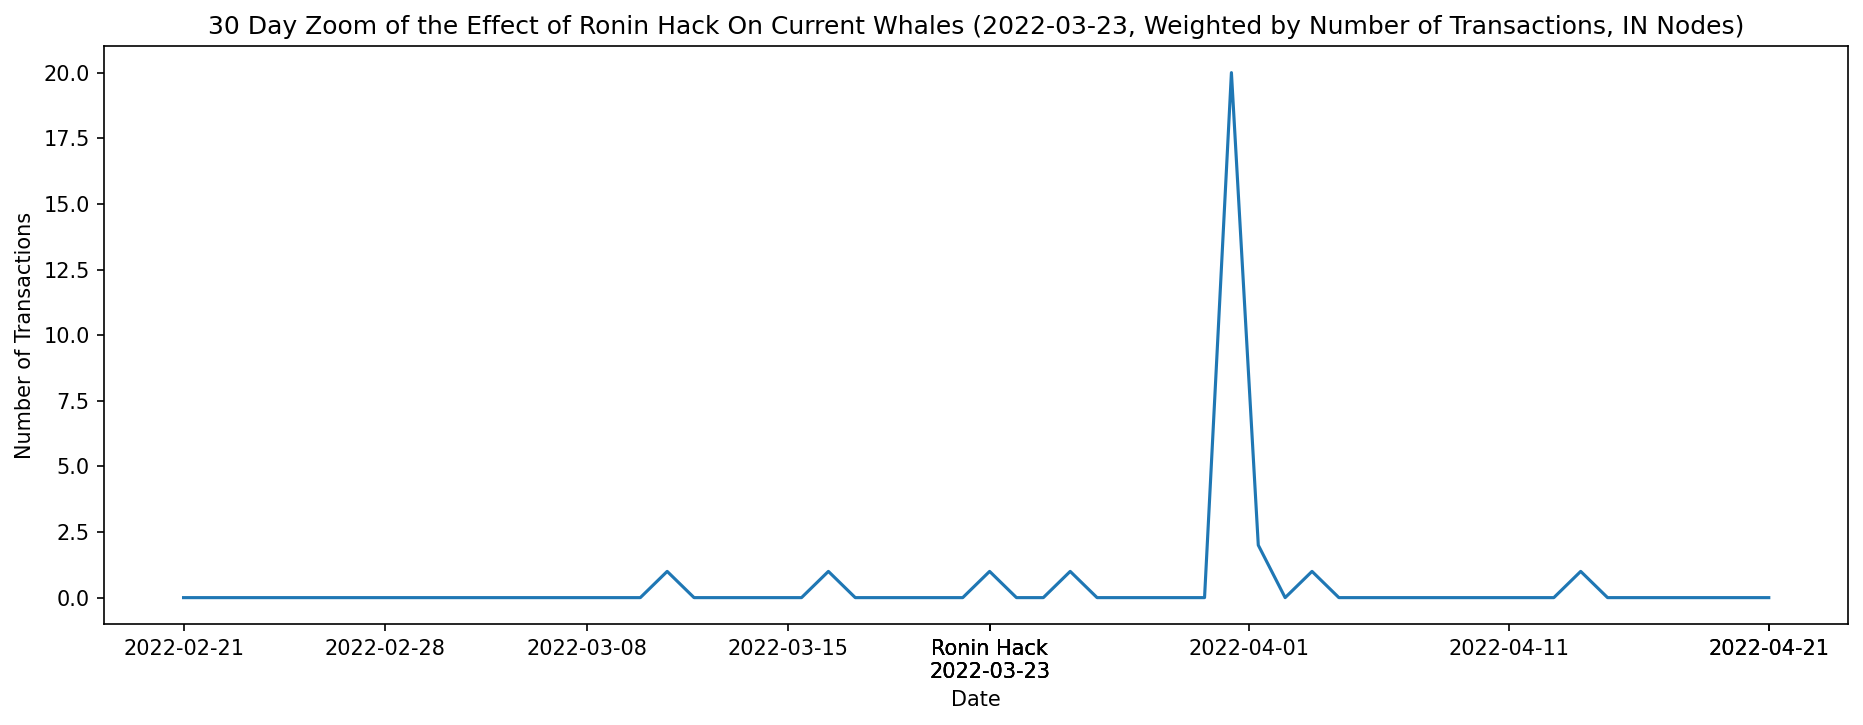 30 Day Zoom of the Effect of Ronin Hack On Current Whales (2022-03-23, Weighted by Number of Transactions, IN Nodes)
20.0
17.5
15.0
12.5
10.0
7.5
5.0
2.5
0.0
Number of Transactions
2022-02-21 2022-02-28 2022-03-08 2022-03-15 Ronin Hack 2022-04-01 2022-04-11 2022-04-21
2022-03-23
Date